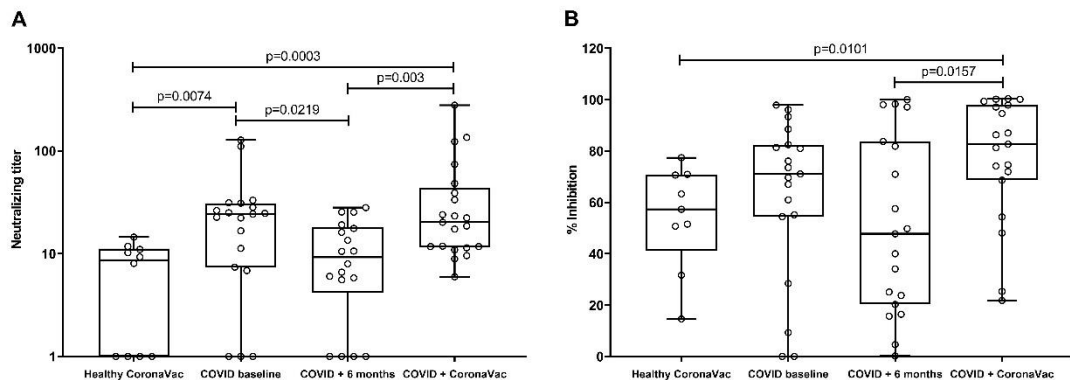 A
Neutralizing titer
1000
100
10
1
p=0.0003
p=0.003
p=0.0074
p=0.0219
Healthy CoronaVac
COVID baseline
COVID + 6 months
COVID + CoronaVac
B
% Inhibition
120
100
80
60
40
20
0
p=0.0101
p=0.0157
Healthy CoronaVac
COVID baseline
COVID + 6 months
COVID + CoronaVac